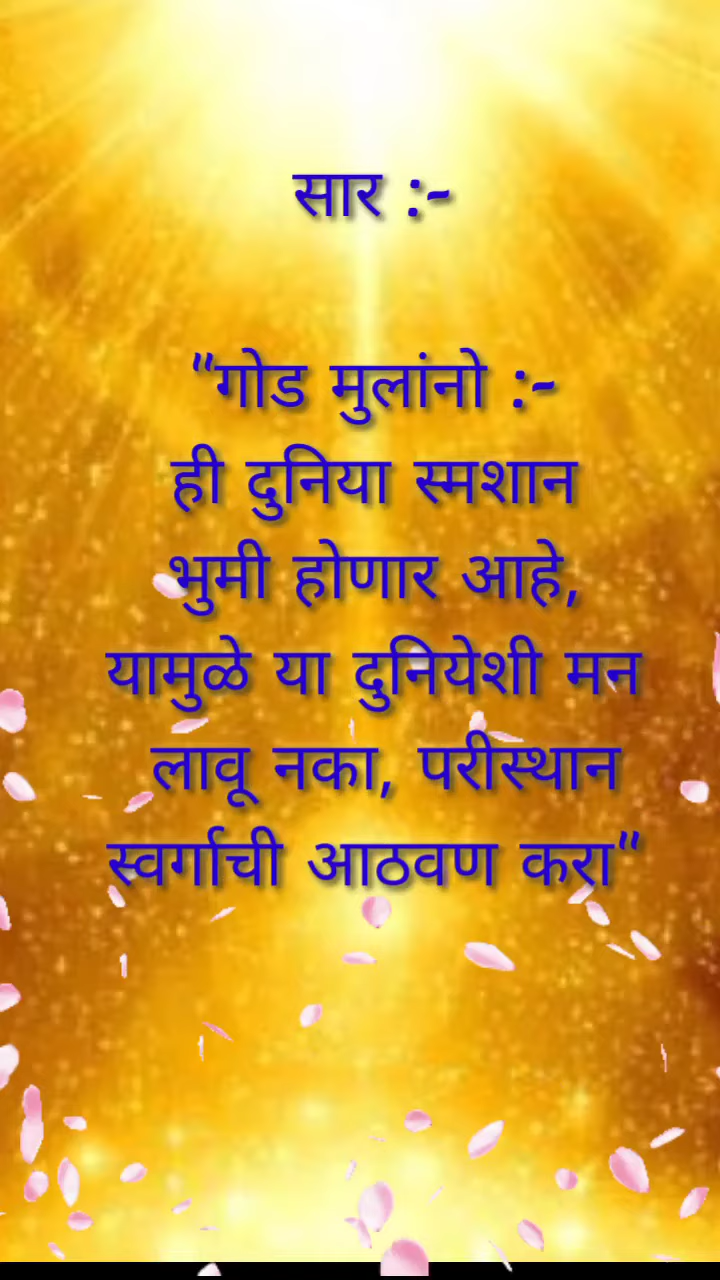 सार :-
"गोड मुलांनो :-
ही दुनिया स्मशान
भुमी होणार आहे,
यामुळे या दुनियेशी मन
लावू नका, परीस्थान
स्वर्गाची आठवण करा"